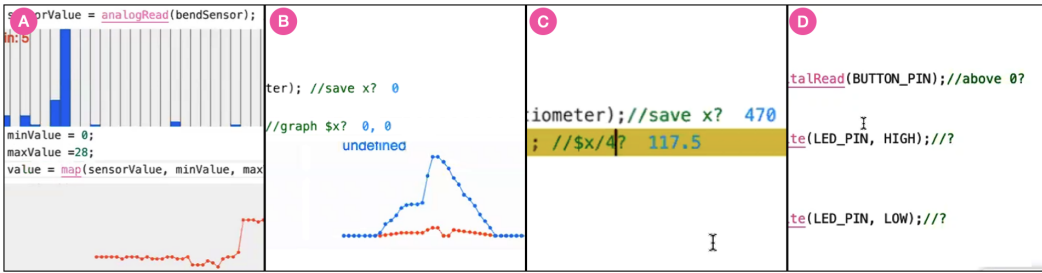 A
sensorValue = analogRead(bendSensor);
in: 5
minValue = 0;
maxValue =28;
value = map(sensorValue, minValue, max
B
ter); //save x? 0
//graph $x? 0, 0
undefined
C
tiometer);//save x? 470
; //$x/4? 117.5
D
talRead(BUTTON_PIN);//above 0?
te(LED_PIN, HIGH);//?
te(LED_PIN, LOW);//?